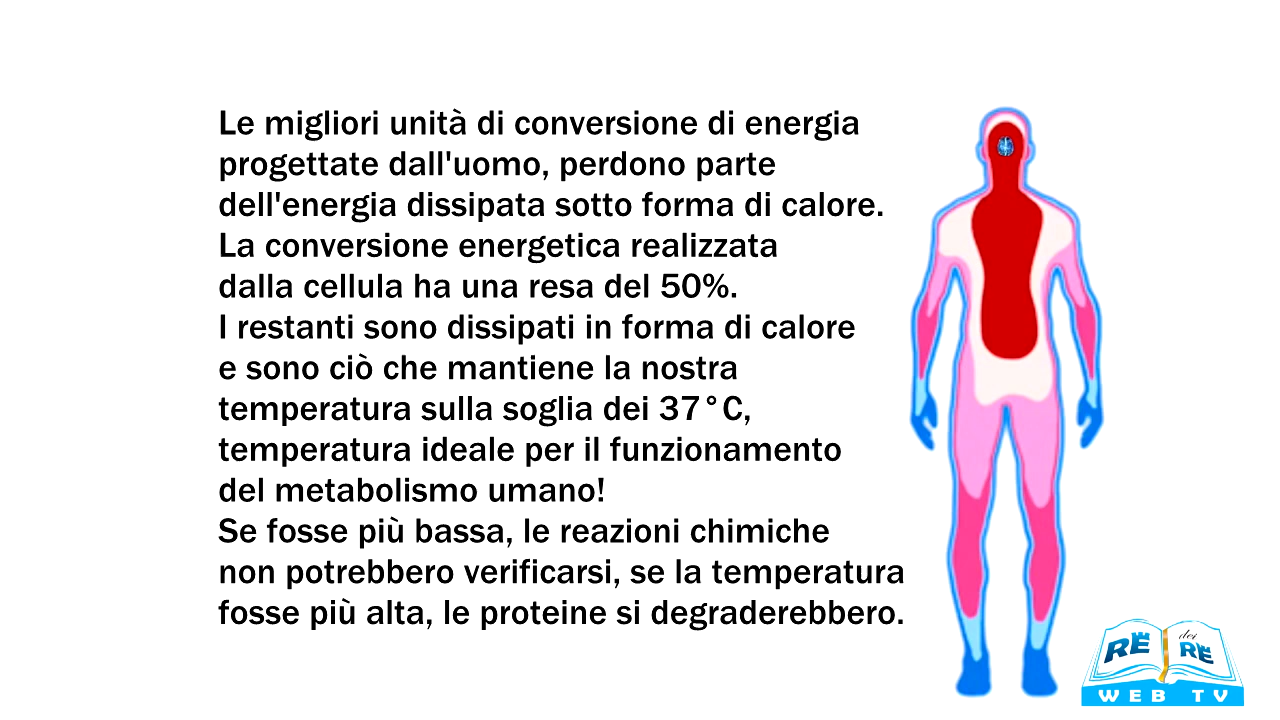 Le migliori unità di conversione di energia
progettate dall'uomo, perdono parte
dell'energia dissipata sotto forma di calore.
La conversione energetica realizzata
dalla cellula ha una resa del 50%.
I restanti sono dissipati in forma di calore
e sono ciò che mantiene la nostra
temperatura sulla soglia dei 37°C,
temperatura ideale per il funzionamento
del metabolismo umano!
Se fosse più bassa, le reazioni chimiche
non potrebbero verificarsi, se la temperatura
fosse più alta, le proteine si degraderebbero.
RE dei RE
WEB TV